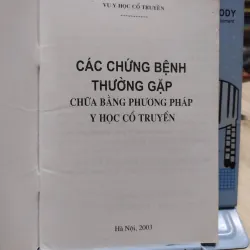 VỤ Y HỌC CỔ TRUYỀN
CÁC CHỨNG BỆNH
THƯỜNG GẶP
CHỮA BẰNG PHƯƠNG PHÁP
Y HỌC CỔ TRUYỀN
Hà Nội, 2003